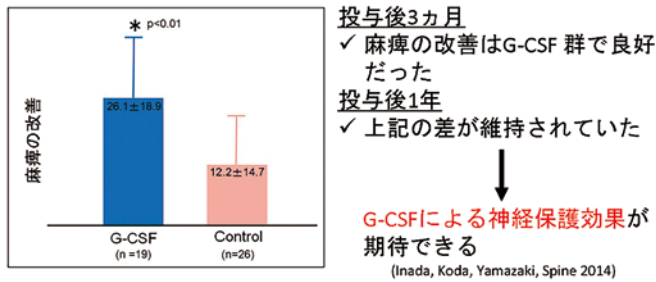 * p<0.01
26.1±18.9
12.2±14.7
麻痺の改善
G-CSF
(n =19)
Control
(n=26)
投与後3ヵ月
✓ 麻痺の改善はG-CSF 群で良好
だった
投与後1年
✓ 上記の差が維持されていた
G-CSFによる神経保護効果が
期待できる
(Inada, Koda, Yamazaki, Spine 2014)